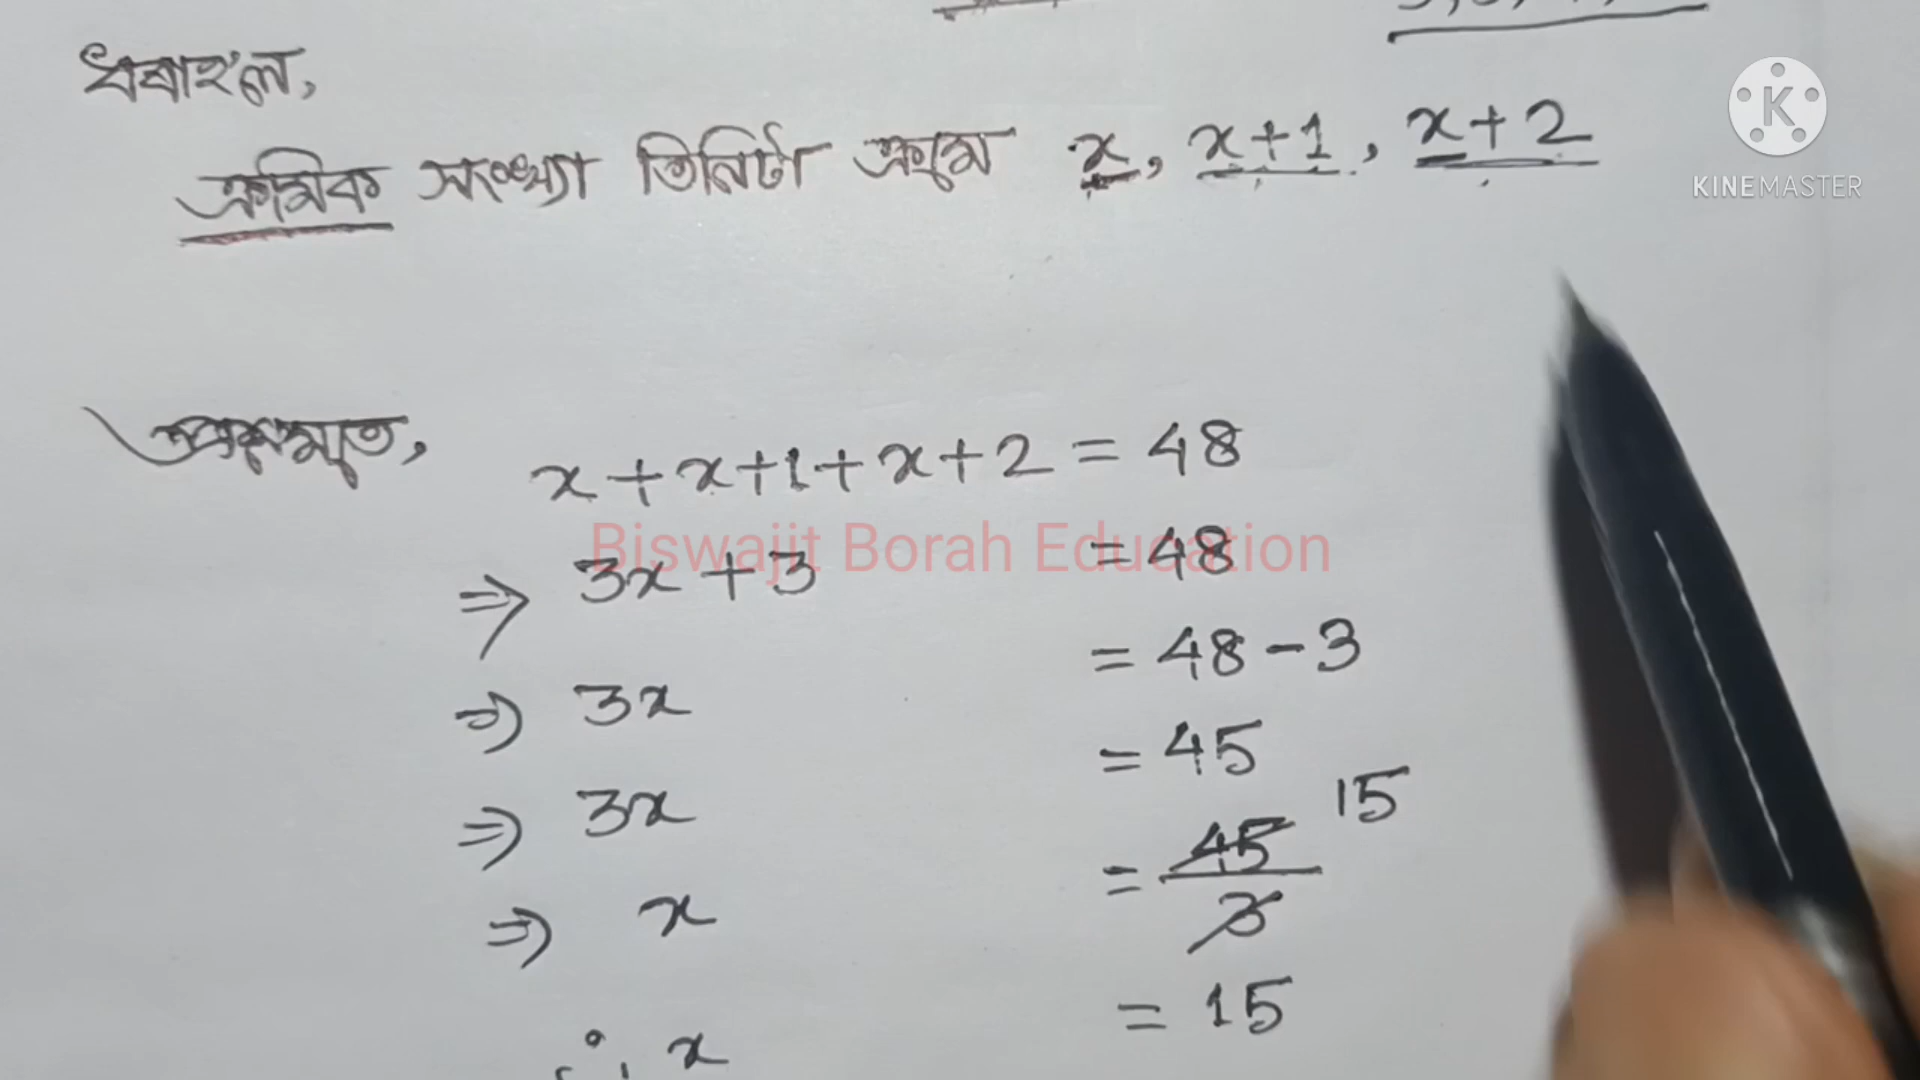 ধৰাহ'ল,
ক্ৰমিক সংখ্যা তিনিটা ক্ৰমে x, x+1, x+2
KINEMASTER
প্ৰশ্নমতে, x + x+1 + x+2 = 48
Biswajit Borah Education
⇒ 3x + 3 = 48
⇒ 3x = 48 - 3
⇒ 3x = 45
⇒ x = 45/3 15
∴ x = 15